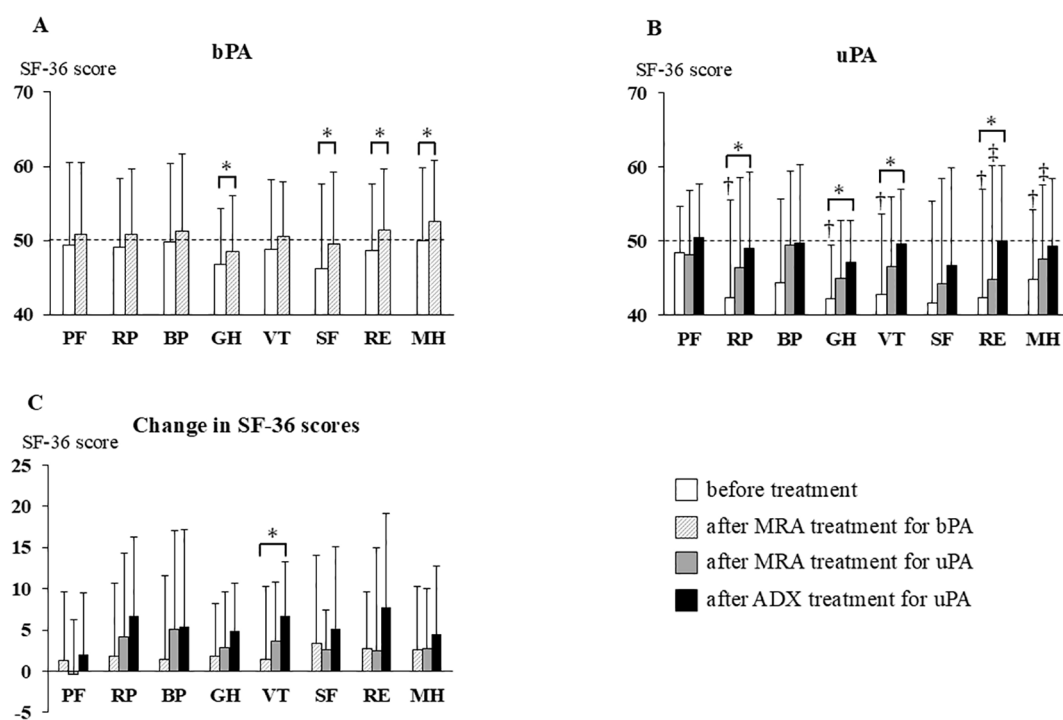 A
bPA
SF-36 score
70
60
50
40
* * * *
PF RP BP GH VT SF RE MH
B
uPA
SF-36 score
70
60
50
40
* * * *
† † † † †
‡ ‡
PF RP BP GH VT SF RE MH
C
Change in SF-36 scores
SF-36 score
25
20
15
10
5
0
-5
*
PF RP BP GH VT SF RE MH
before treatment
after MRA treatment for bPA
after MRA treatment for uPA
after ADX treatment for uPA